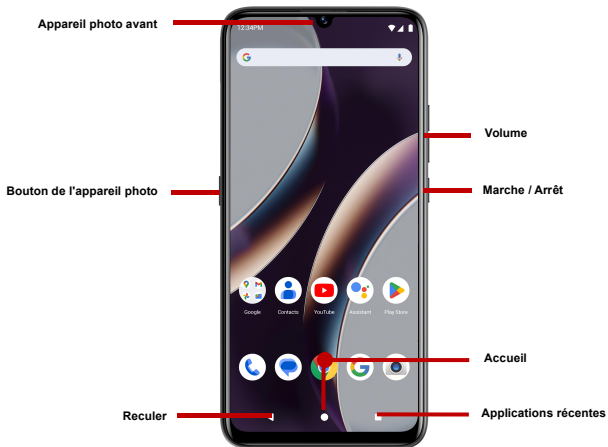 Appareil photo avant
12:34PM
G
Volume
Bouton de l'appareil photo
Marche / Arrêt
Google
Contacts
YouTube
Assistant
Play Store
Accueil
G
Reculer
Applications récentes